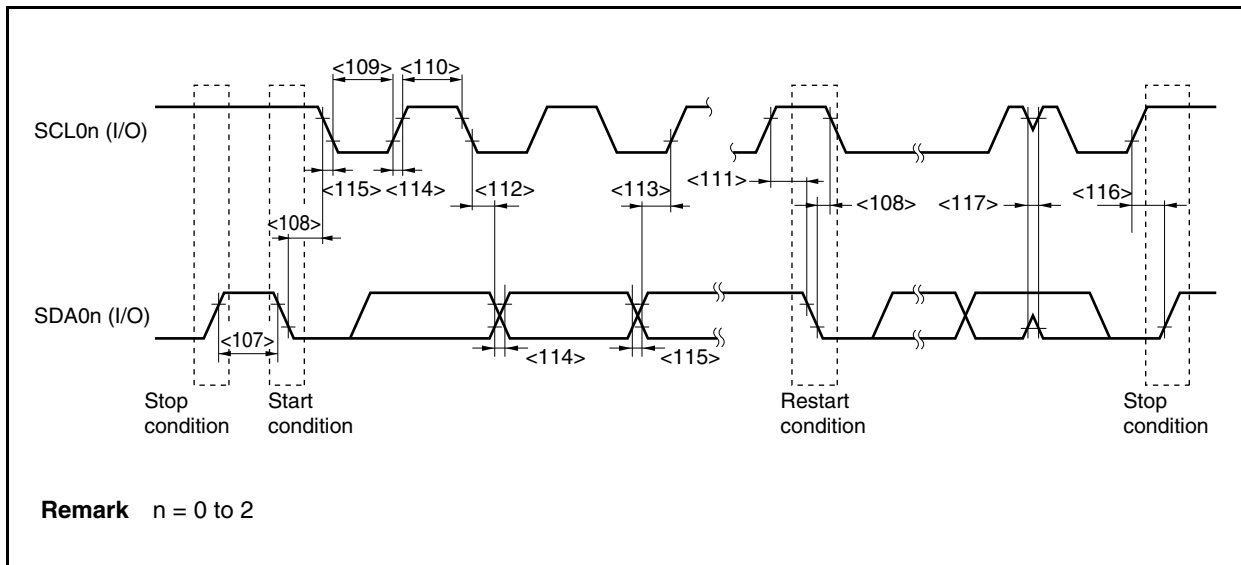 <109> <110>
SCL0n (I/O)
<115> <114> <112> <113> <111> <108> <117> <116>
<108>
SDA0n (I/O)
<107> <114> <115>
Stop condition
Start condition
Restart condition
Stop condition
Remark n = 0 to 2